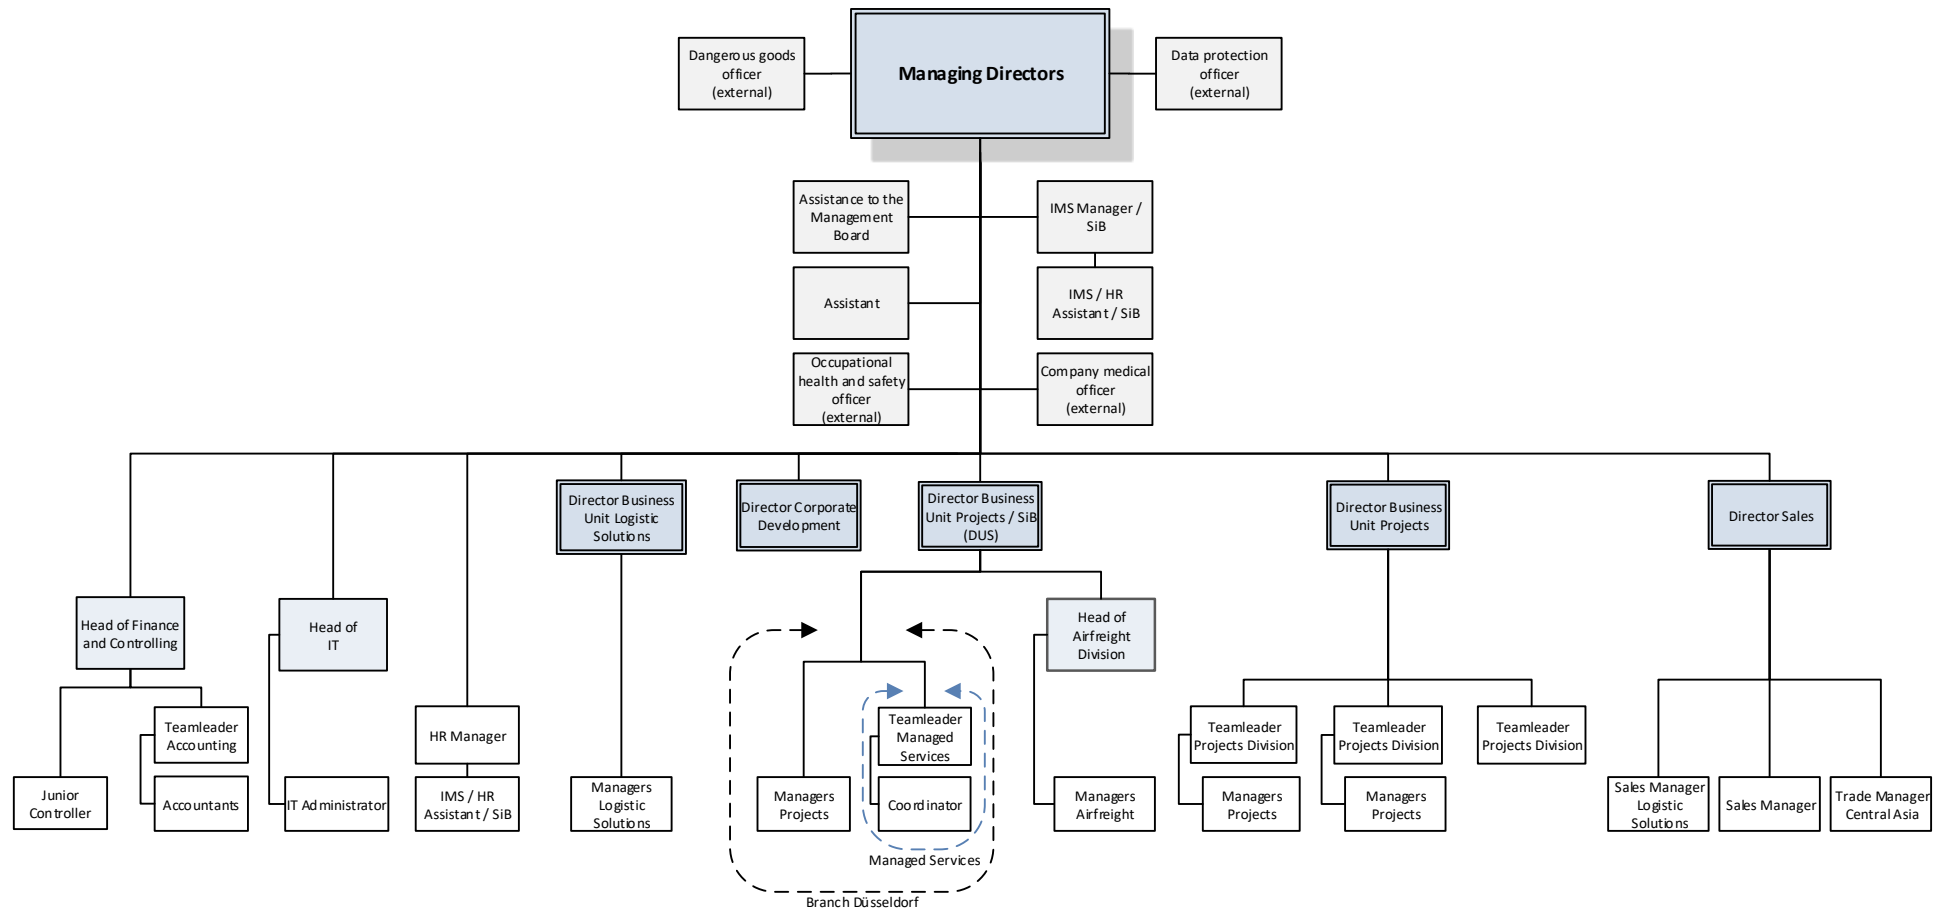 Dangerous goods
officer
(external)
Managing Directors
Data protection
officer
(external)
Assistance to the
Management
Board
IMS Manager /
SiB
Assistant
IMS / HR
Assistant / SiB
Occupational
health and safety
officer
(external)
Company medical
officer
(external)
Director Business
Unit Logistic
Solutions
Director Corporate
Development
Director Business
Unit Projects / SiB
(DUS)
Director Business
Unit Projects
Director Sales
Head of Finance
and Controlling
Head of
IT
Head of
Airfreight
Division
Teamleader
Accounting
HR Manager
Teamleader
Managed
Services
Teamleader
Projects Division
Teamleader
Projects Division
Teamleader
Projects Division
Junior
Controller
Accountants
IT Administrator
IMS / HR
Assistant / SiB
Managers
Logistic
Solutions
Managers
Projects
Coordinator
Managers
Airfreight
Managers
Projects
Managers
Projects
Sales Manager
Logistic
Solutions
Sales Manager
Trade Manager
Central Asia
Managed Services
Branch Düsseldorf